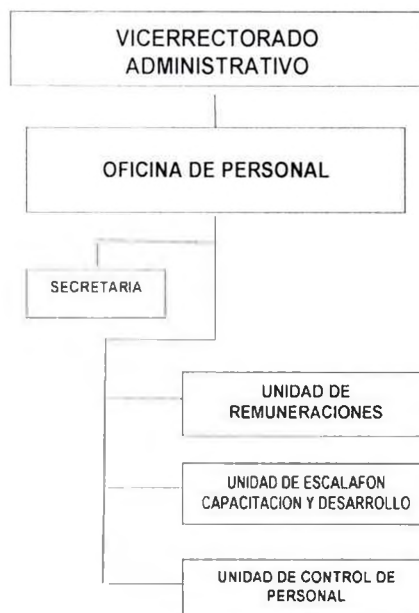 VICERRECTORADO
ADMINISTRATIVO
OFICINA DE PERSONAL
SECRETARIA
UNIDAD DE
REMUNERACIONES
UNIDAD DE ESCALAFON
CAPACITACION Y DESARROLLO
UNIDAD DE CONTROL DE
PERSONAL